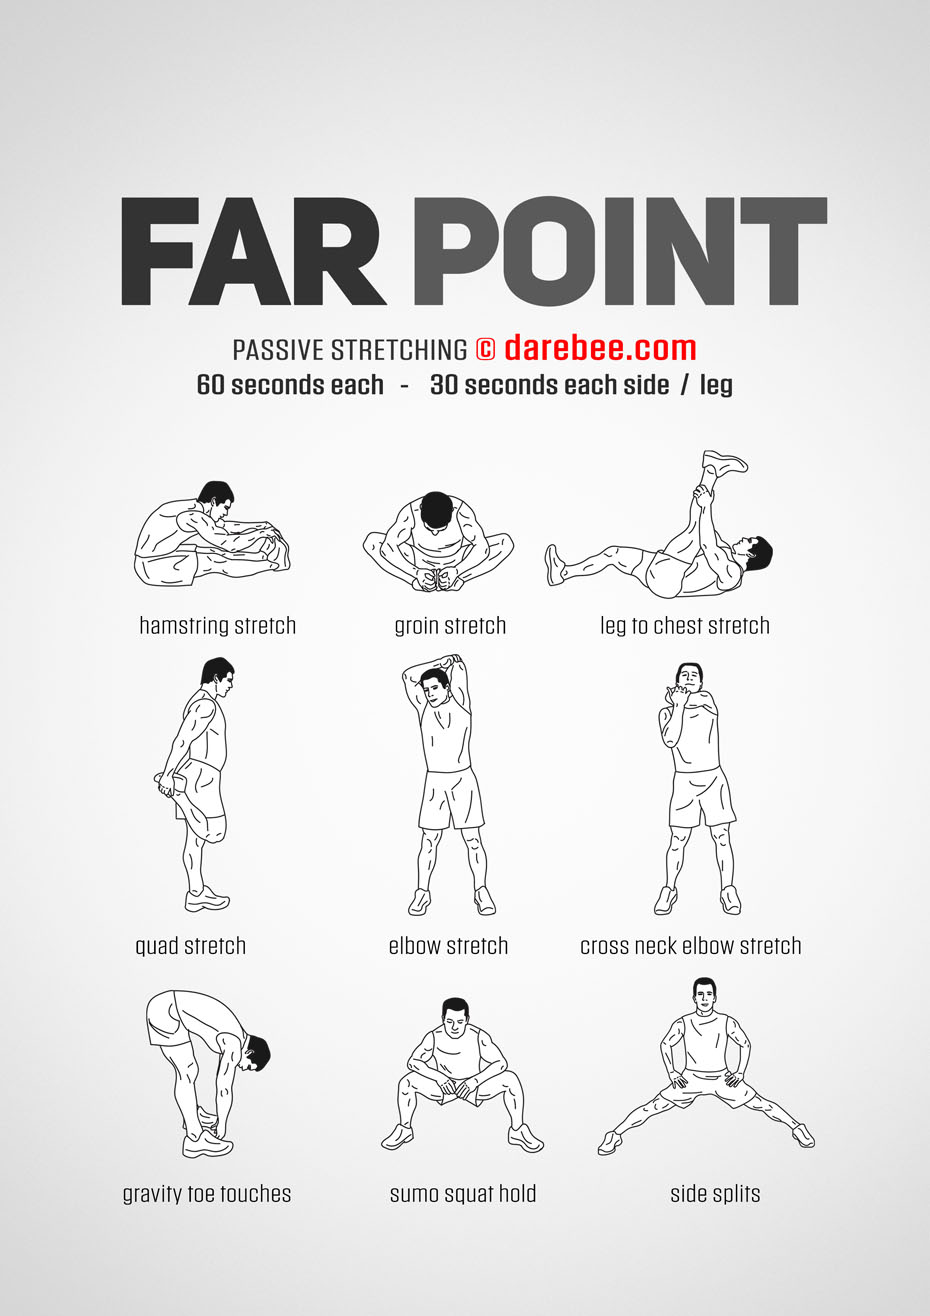 FAR POINT
PASSIVE STRETCHING © darebee.com
60 seconds each - 30 seconds each side / leg
hamstring stretch
groin stretch
leg to chest stretch
quad stretch
elbow stretch
cross neck elbow stretch
gravity toe touches
sumo squat hold
side splits